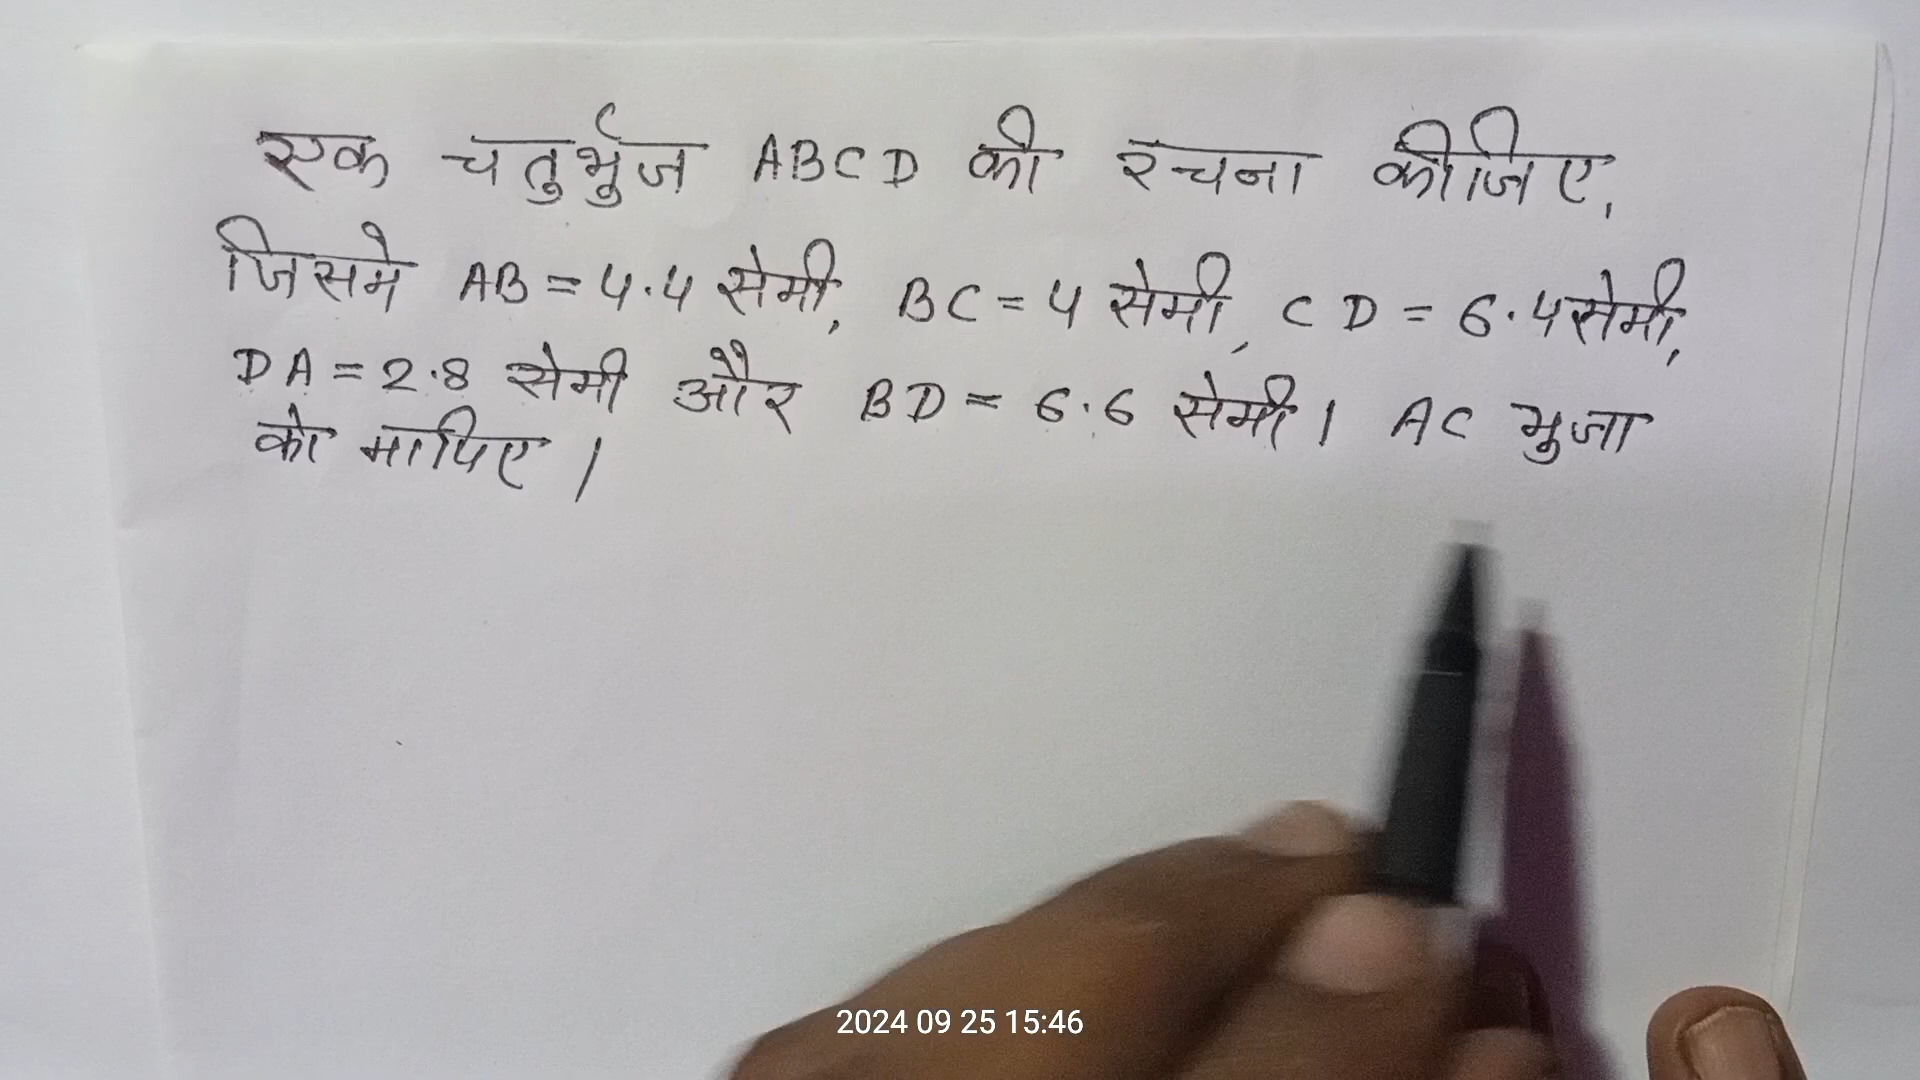 एक चतुर्भुज ABCD की रचना कीजिए,
जिसमे AB = 4.4 सेमी, BC = 4 सेमी, CD = 6.4 सेमी,
DA = 2.8 सेमी और BD = 6.6 सेमी। AC भुजा
को मापिए।
2024 09 25 15:46